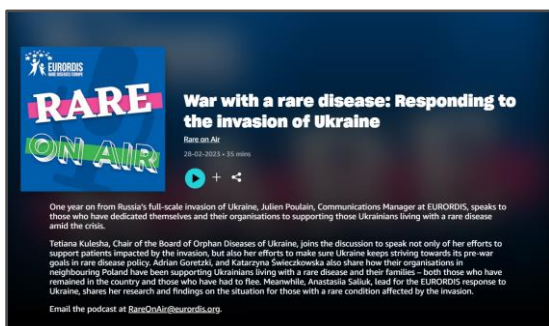 EURORDIS
RARE DISEASES EUROPE
RARE
ON AIR
War with a rare disease: Responding to
the invasion of Ukraine
Rare on Air
28-02-2023 • 35 mins
One year on from Russia's full-scale invasion of Ukraine, Julien Poulain, Communications Manager at EURORDIS, speaks to
those who have dedicated themselves and their organisations to supporting those Ukrainians living with a rare disease
amid the crisis.
Tetiana Kulesha, Chair of the Board of Orphan Diseases of Ukraine, joins the discussion to speak not only of her efforts to
support patients impacted by the invasion, but also her efforts to make sure Ukraine keeps striving towards its pre-war
goals in rare disease policy. Adrian Goretzki, and Katarzyna Świeczkowska also share how their organisations in
neighbouring Poland have been supporting Ukrainians living with a rare disease and their families – both those who have
remained in the country and those who have had to flee. Meanwhile, Anastasiia Saliuk, lead for the EURORDIS response to
Ukraine, shares her research and findings on the situation for those with a rare condition affected by the invasion.
Email the podcast at RareOnAir@eurordis.org.